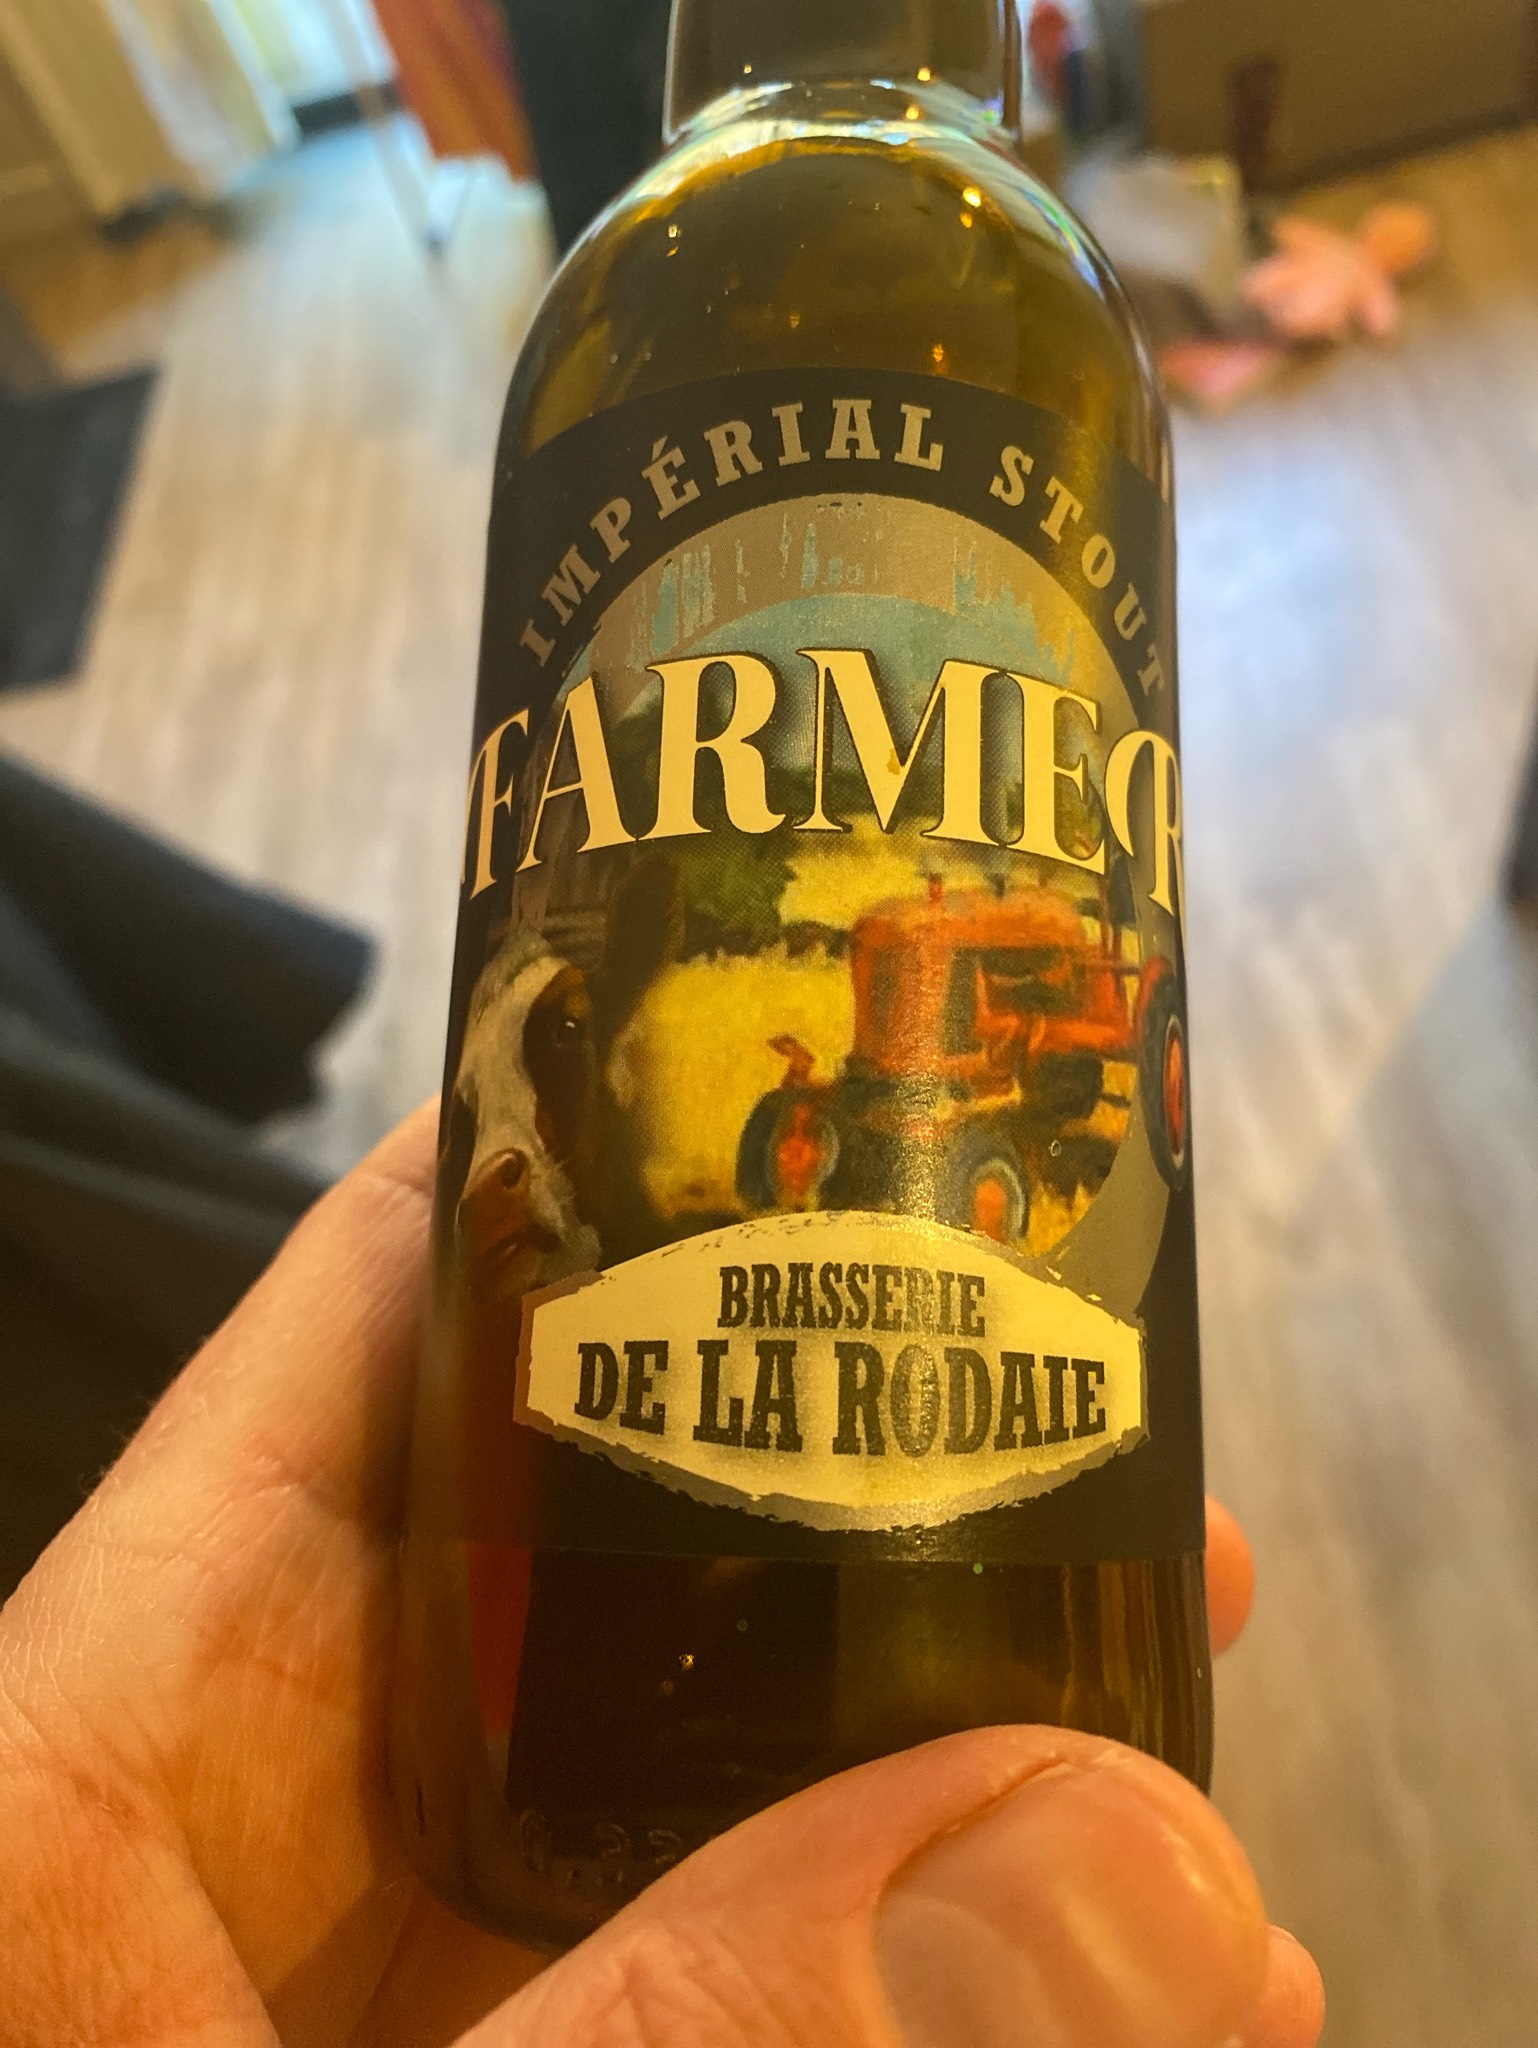 IMPÉRIAL STOUT
FARMER
BRASSERIE
DE LA RODAIE